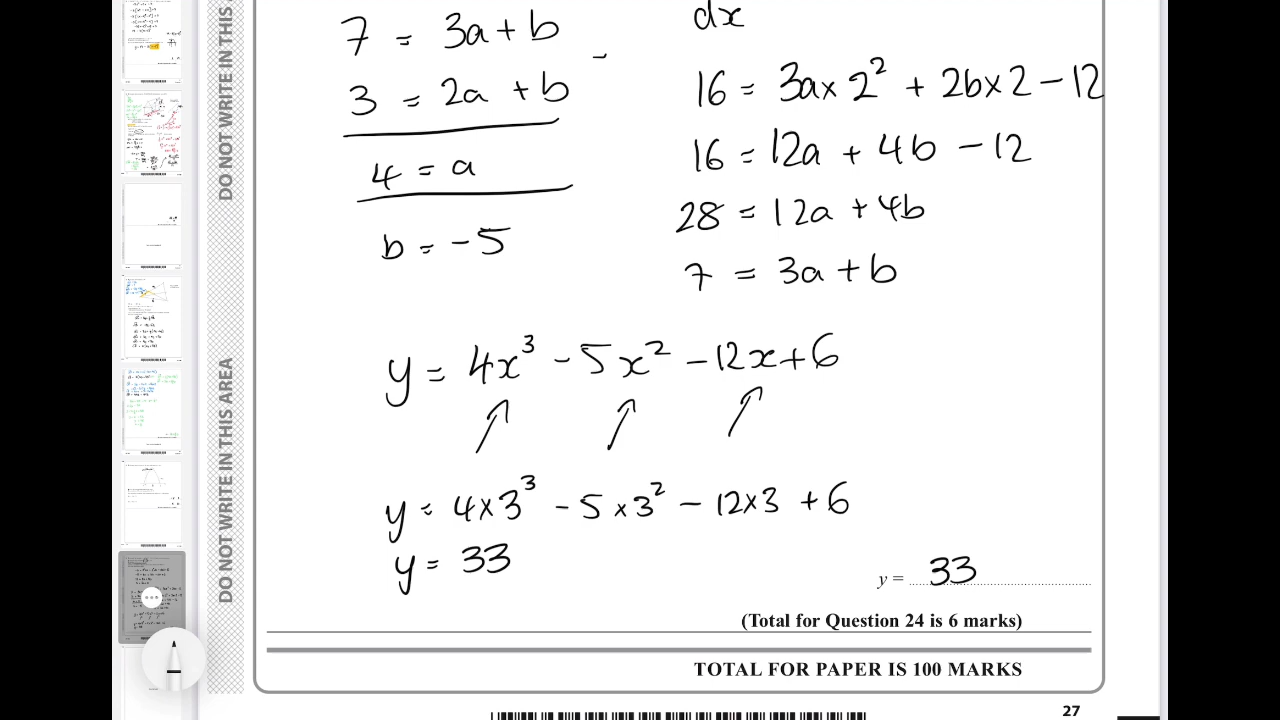 DO NOT WRITE IN THIS AREA
DO NOT WRITE IN THIS AREA
7 = 3a + b
3 = 2a + b
4 = a
b = -5
dx
16 = 3a×2² + 2b×2 - 12
16 = 12a + 4b - 12
28 = 12a + 4b
7 = 3a + b
y = 4x³ - 5x² - 12x + 6
y = 4×3³ - 5×3² - 12×3 + 6
y = 33
y = 33
(Total for Question 24 is 6 marks)
TOTAL FOR PAPER IS 100 MARKS
27